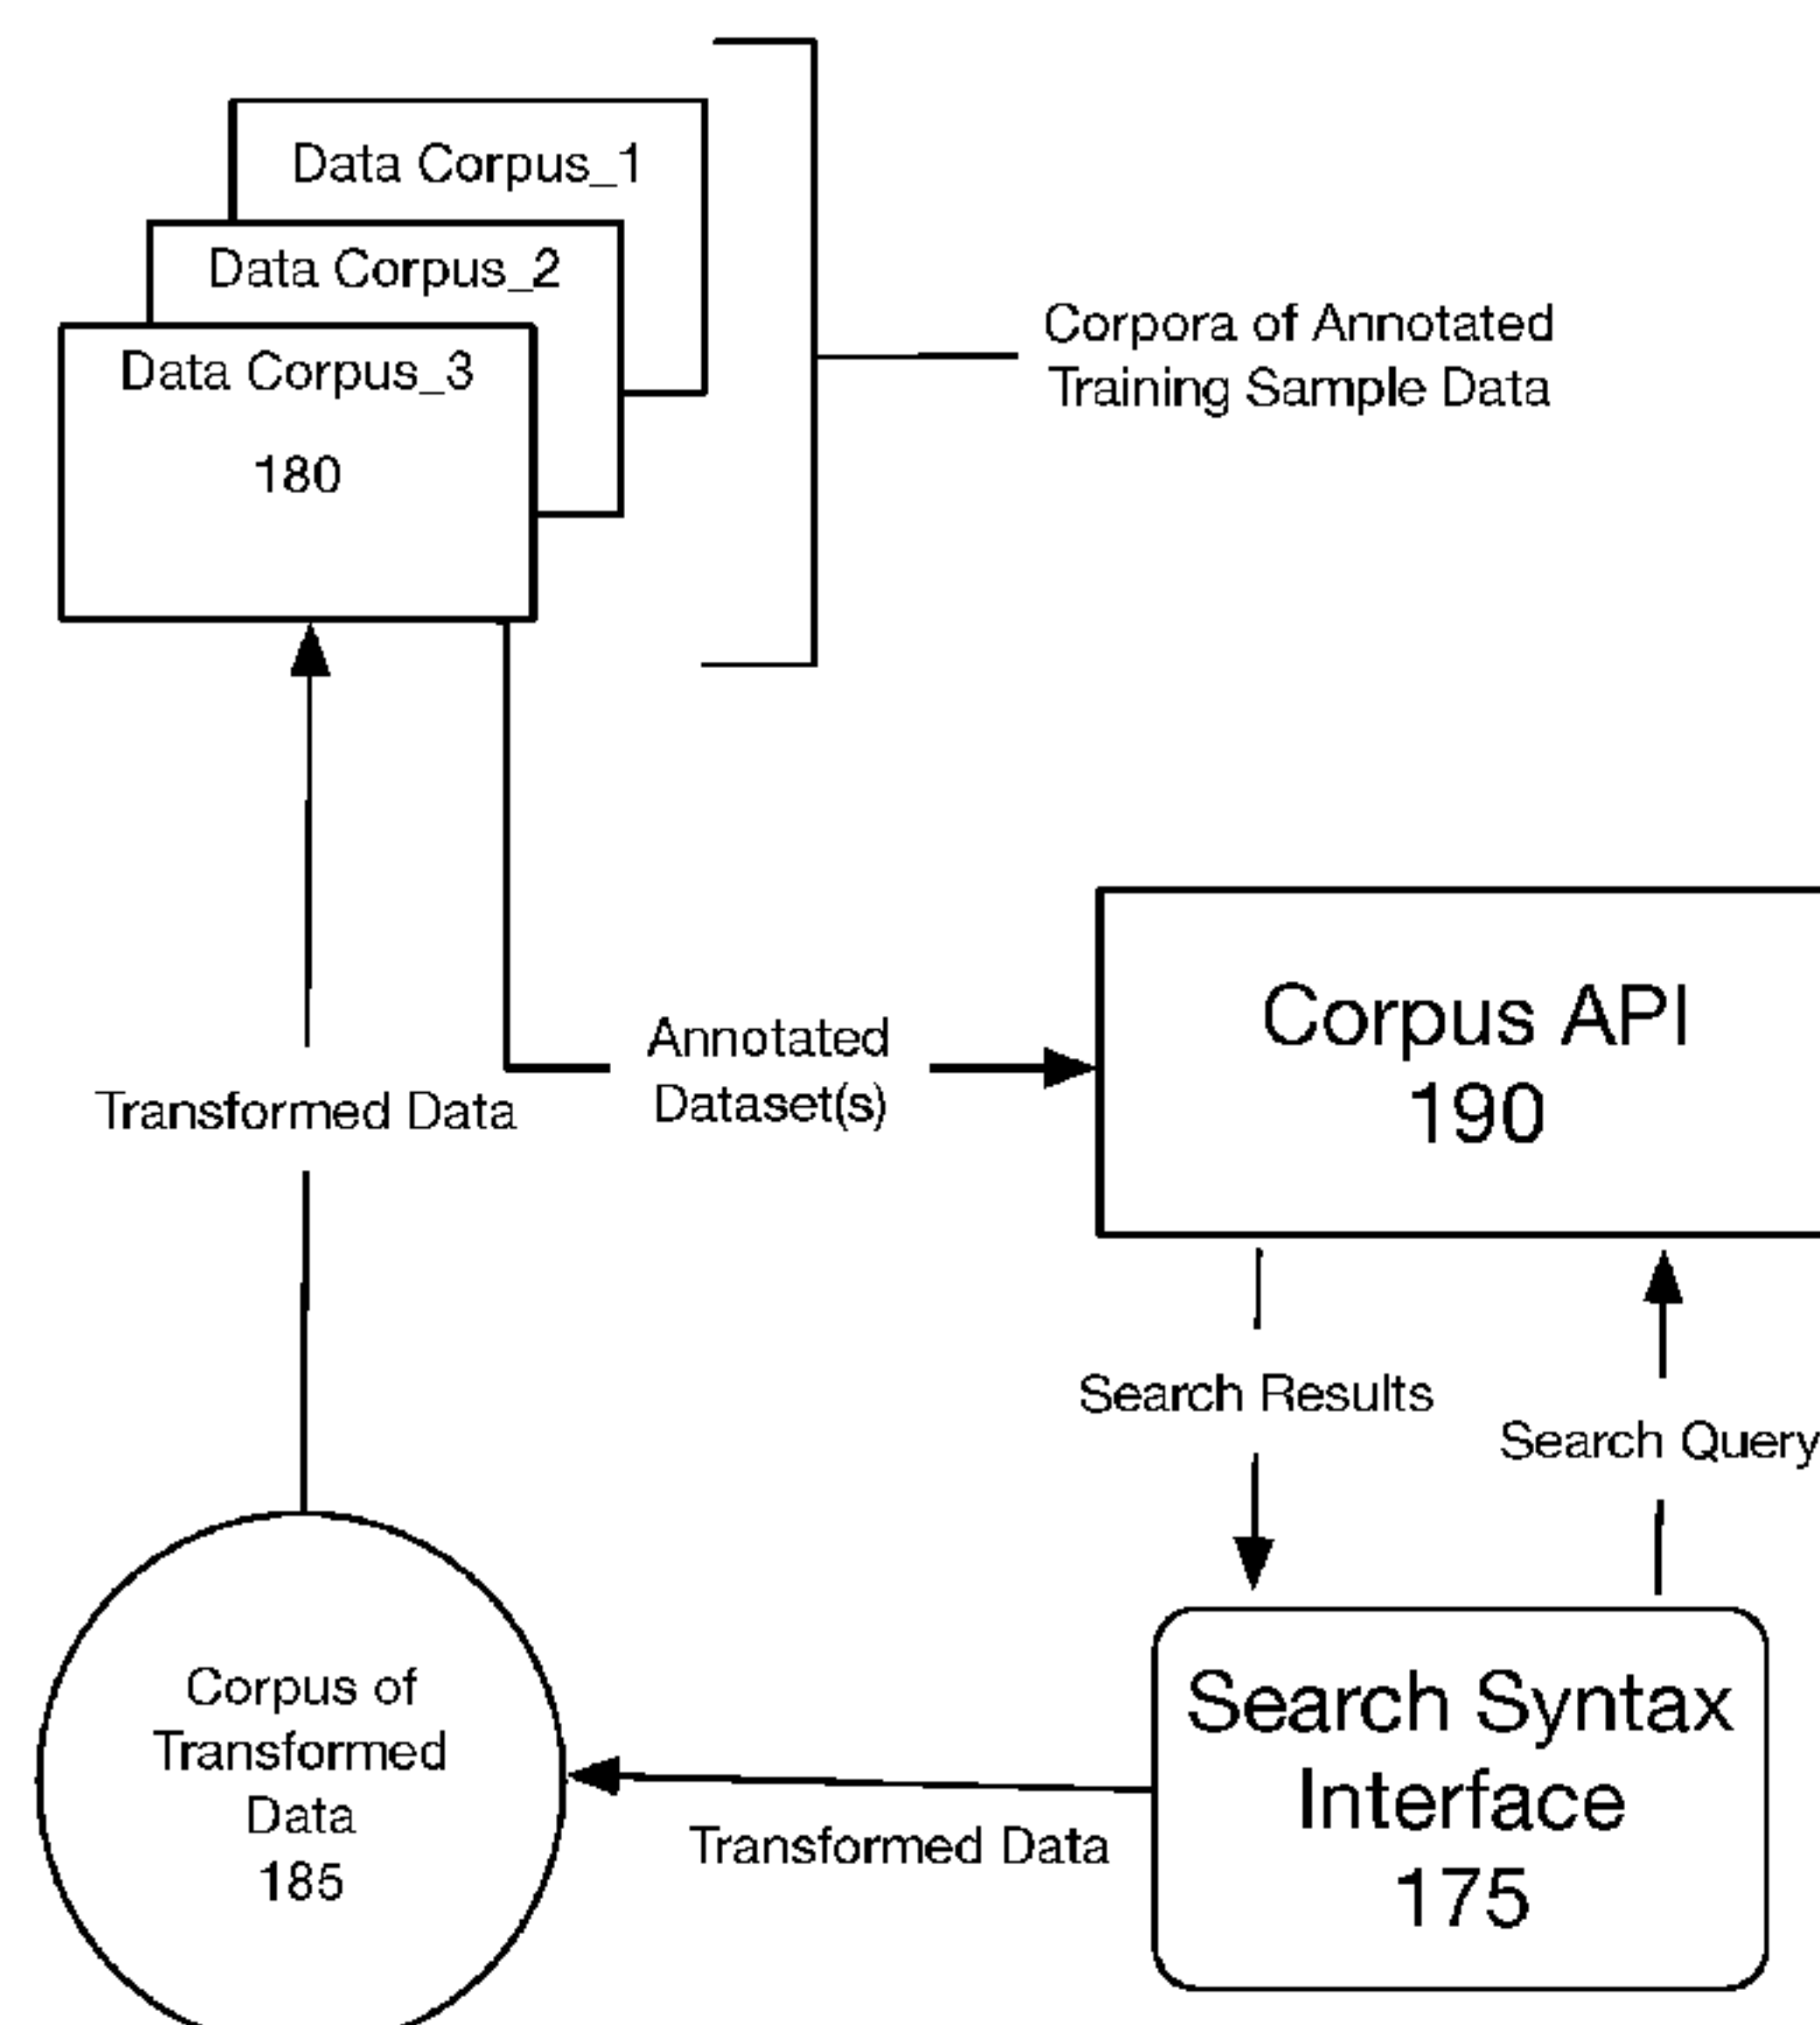 Data Corpus_1
Data Corpus_2
Data Corpus_3
180
Corpora of Annotated
Training Sample Data
Corpus API
190
Annotated
Dataset(s)
Transformed Data
Search Results
Search Query
Search Syntax
Interface
175
Corpus of
Transformed
Data
185
Transformed Data